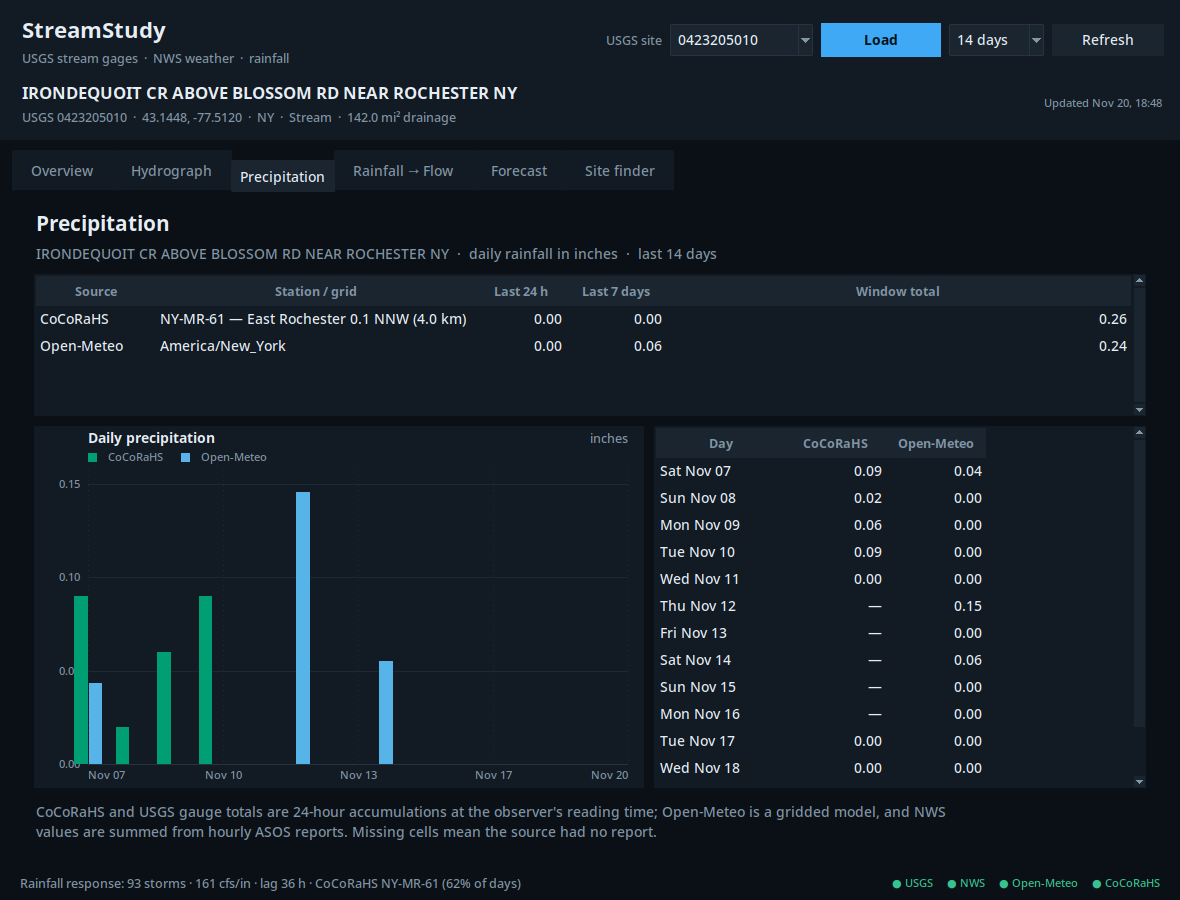 StreamStudy
USGS stream gages · NWS weather · rainfall
USGS site 0423205010 Load 14 days Refresh
IRONDEQUOIT CR ABOVE BLOSSOM RD NEAR ROCHESTER NY
USGS 0423205010 · 43.1448, -77.5120 · NY · Stream · 142.0 mi² drainage
Updated Nov 20, 18:48
Overview Hydrograph Precipitation Rainfall → Flow Forecast Site finder
Precipitation
IRONDEQUOIT CR ABOVE BLOSSOM RD NEAR ROCHESTER NY · daily rainfall in inches · last 14 days
Source Station / grid Last 24 h Last 7 days Window total
CoCoRaHS NY-MR-61 — East Rochester 0.1 NNW (4.0 km) 0.00 0.00 0.26
Open-Meteo America/New_York 0.00 0.06 0.24
Daily precipitation inches
CoCoRaHS Open-Meteo
0.15
0.10
0.0
0.00
Nov 07 Nov 10 Nov 13 Nov 17 Nov 20
Day CoCoRaHS Open-Meteo
Sat Nov 07 0.09 0.04
Sun Nov 08 0.02 0.00
Mon Nov 09 0.06 0.00
Tue Nov 10 0.09 0.00
Wed Nov 11 0.00 0.00
Thu Nov 12 — 0.15
Fri Nov 13 — 0.00
Sat Nov 14 — 0.06
Sun Nov 15 — 0.00
Mon Nov 16 — 0.00
Tue Nov 17 0.00 0.00
Wed Nov 18 0.00 0.00
CoCoRaHS and USGS gauge totals are 24-hour accumulations at the observer's reading time; Open-Meteo is a gridded model, and NWS
values are summed from hourly ASOS reports. Missing cells mean the source had no report.
Rainfall response: 93 storms · 161 cfs/in · lag 36 h · CoCoRaHS NY-MR-61 (62% of days)
USGS NWS Open-Meteo CoCoRaHS